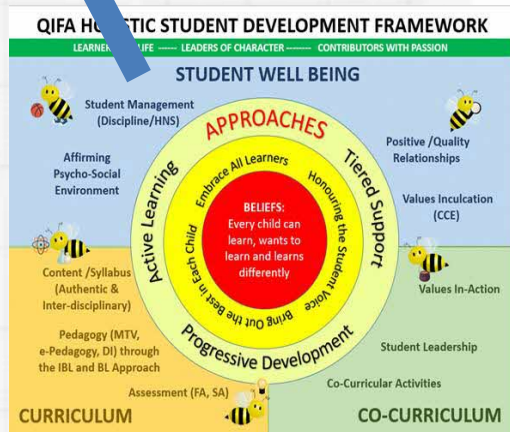 QIFA STUDENT DEVELOPMENT FRAMEWORK
LEADERS OF CHARACTER CONTRIBUTORS WITH PASSION
STUDENT WELL BEING
Student Management
(Discipline/HNS)
Affirming
Psycho-Social
Environment
Positive /Quality
Relationships
Values Inculcation
(CCE)
APPROACHES
Active Learning
Tiered Support
Progressive Development
Embrace All Learners
Honouring the Student Voice
Bring Out the Best in Each Child
BELIEFS:
Every child can
learn, wants to
learn and learns
differently
Content /Syllabus
(Authentic &
Inter-disciplinary)
Pedagogy (MTV,
e-Pedagogy, DI) through
the IBL and BL Approach
Assessment (FA, SA)
CURRICULUM
Values In-Action
Student Leadership
Co-Curricular Activities
CO-CURRICULUM